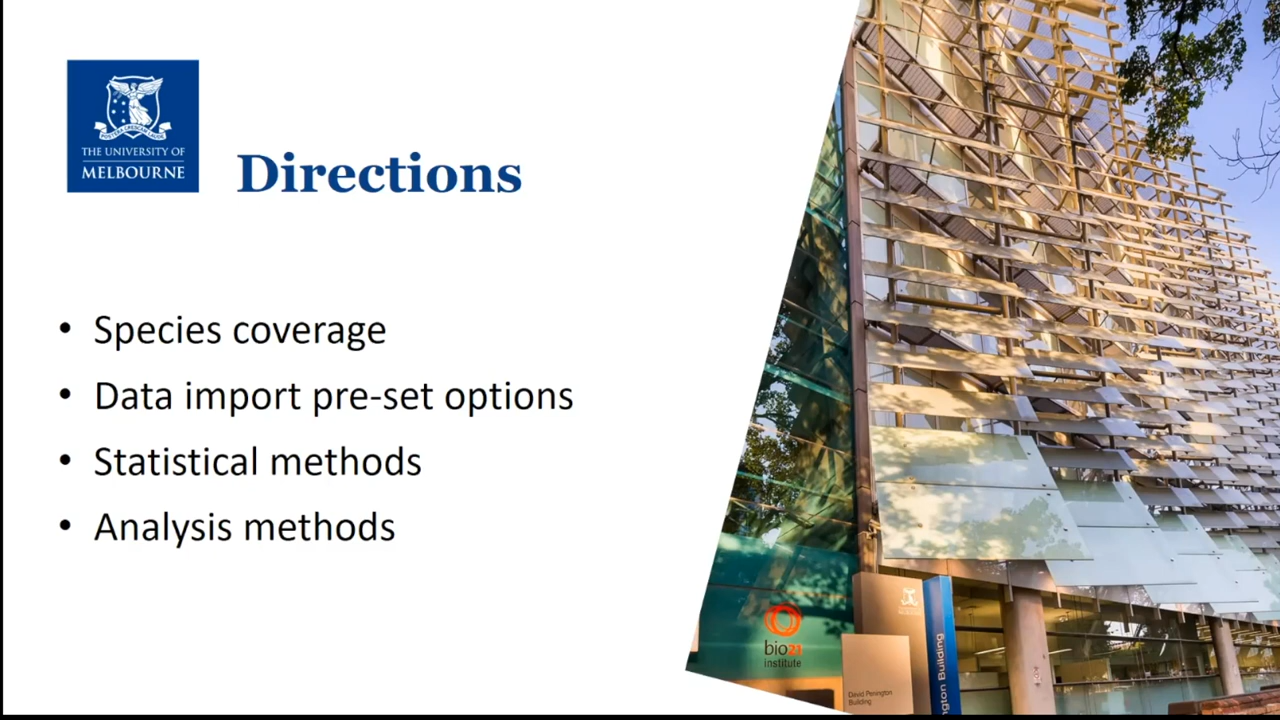 THE UNIVERSITY OF
MELBOURNE
Directions
• Species coverage
• Data import pre-set options
• Statistical methods
• Analysis methods
bio21
institute
David Penington
Building
Building